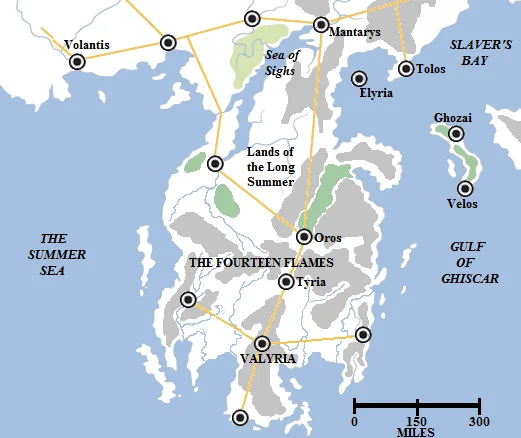 Mantarys
Volantis
SLAVER'S
BAY
Sea of
Sighs
Tolos
Elyria
Ghozai
Lands of
the Long
Summer
Velos
THE
SUMMER
SEA
Oros
GULF
OF
GHISCAR
THE FOURTEEN FLAMES
Tyria
VALYRIA
0 150 300
MILES